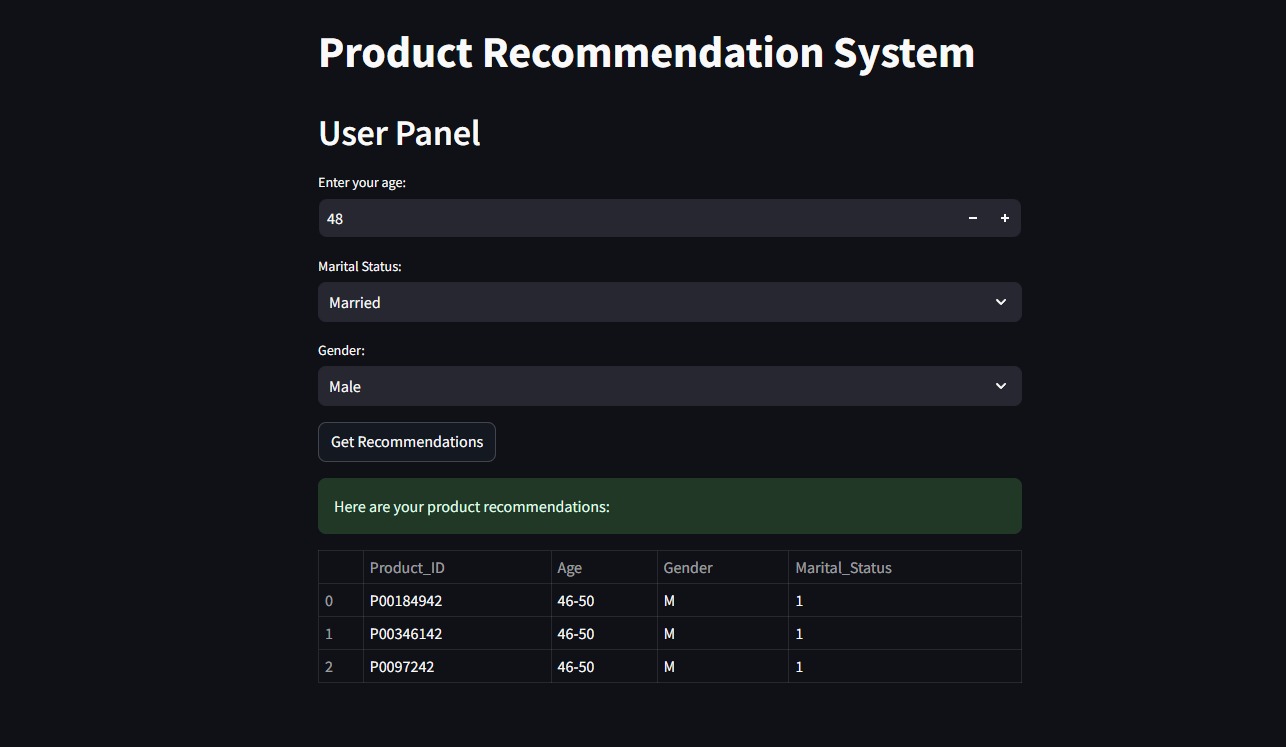 Product Recommendation System
User Panel
Enter your age:
48 − +
Marital Status:
Married
Gender:
Male
Get Recommendations
Here are your product recommendations:
Product_ID Age Gender Marital_Status
0 P00184942 46-50 M 1
1 P00346142 46-50 M 1
2 P0097242 46-50 M 1